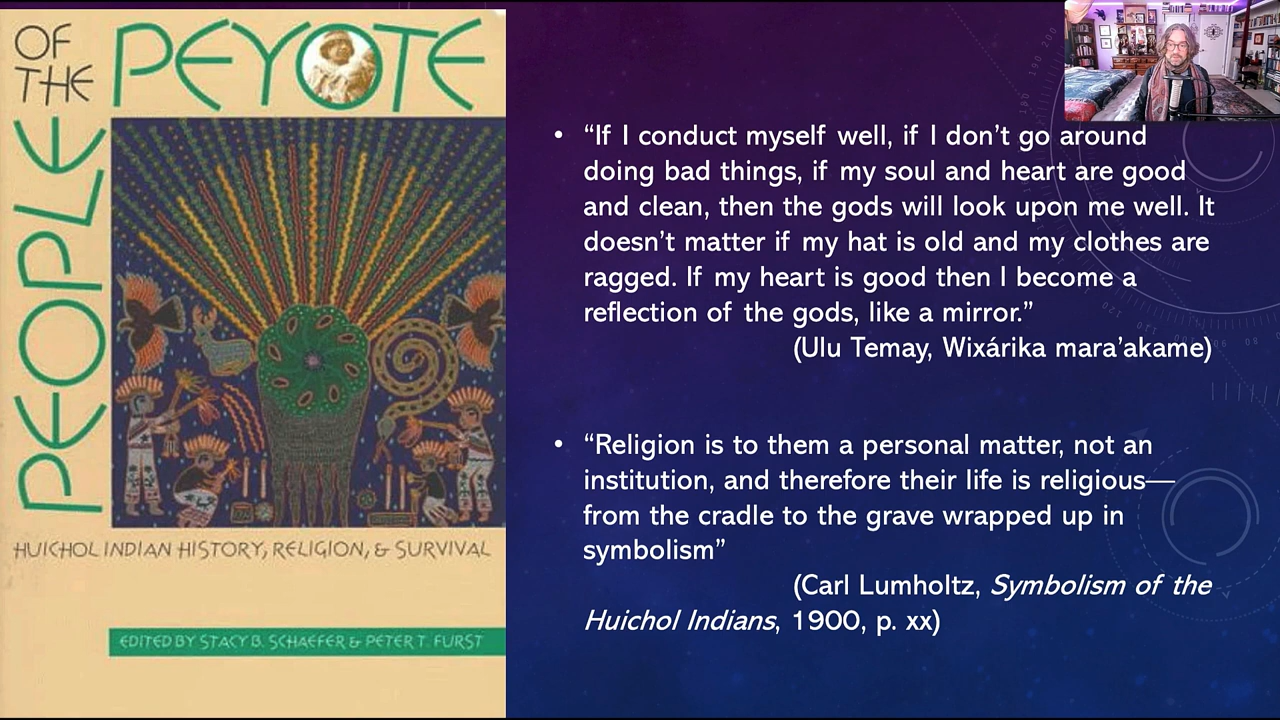 PEOPLE
OF THE
PEYOTE
HUICHOL INDIAN HISTORY, RELIGION, & SURVIVAL
EDITED BY STACY B. SCHAEFER & PETER T. FURST
• “If I conduct myself well, if I don’t go around
doing bad things, if my soul and heart are good
and clean, then the gods will look upon me well. It
doesn’t matter if my hat is old and my clothes are
ragged. If my heart is good then I become a
reflection of the gods, like a mirror.”
(Ulu Temay, Wixárika mara’akame)
• “Religion is to them a personal matter, not an
institution, and therefore their life is religious—
from the cradle to the grave wrapped up in
symbolism”
(Carl Lumholtz, Symbolism of the
Huichol Indians, 1900, p. xx)